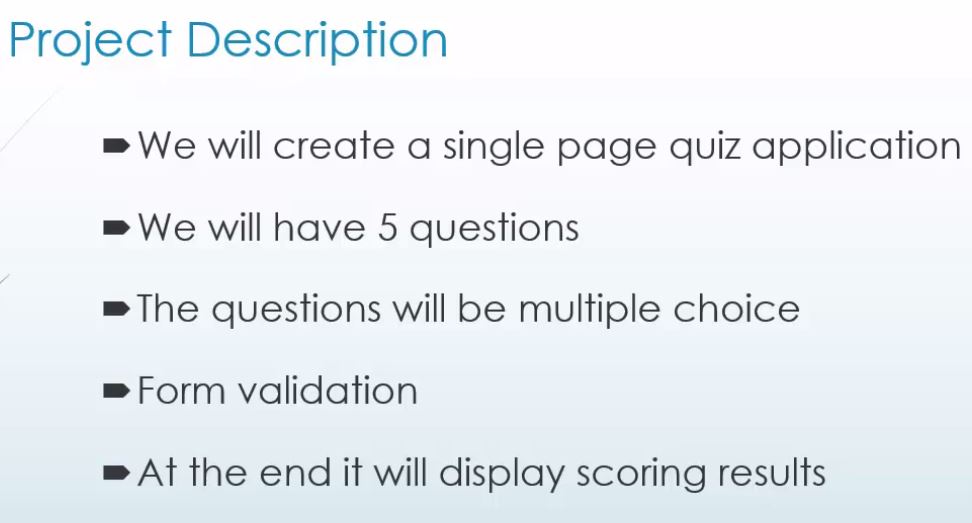 Project Description
We will create a single page quiz application
We will have 5 questions
The questions will be multiple choice
Form validation
At the end it will display scoring results